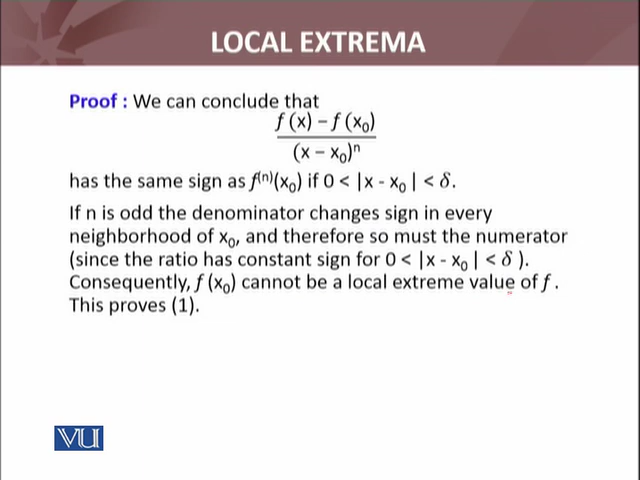 LOCAL EXTREMA
Proof : We can conclude that
f (x) – f (x₀)
(x – x₀)ⁿ
has the same sign as f⁽ⁿ⁾(x₀) if 0 < |x - x₀ | < δ.
If n is odd the denominator changes sign in every
neighborhood of x₀, and therefore so must the numerator
(since the ratio has constant sign for 0 < |x - x₀ | < δ ).
Consequently, f (x₀) cannot be a local extreme value of f .
This proves (1).
VU